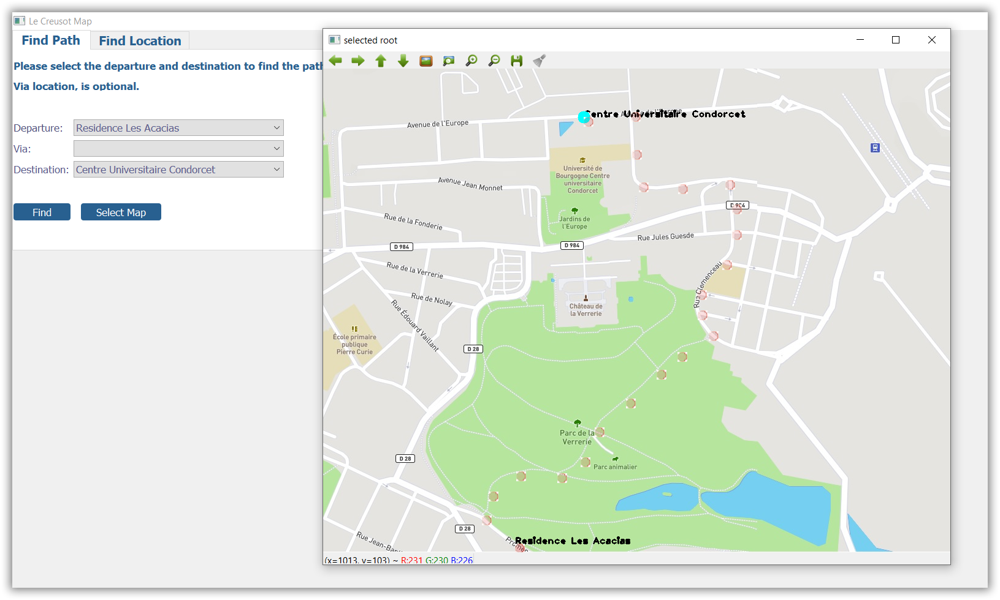 Le Creusot Map
Find Path
Find Location
Please select the departure and destination to find the path
Via location, is optional.
Departure:
Residence Les Acacias
Via:
Destination:
Centre Universitaire Condorcet
Find
Select Map
selected root
Centre Universitaire Condorcet
Avenue de l'Europe
Avenue de l'Europe
Université de
Bourgogne Centre
universitaire
Condorcet
Avenue Jean Monnet
D 984
Rue de la Fonderie
Jardins de
l'Europe
Rue Jules Guesde
D 984
D 984
Rue de la Verrerie
Rue Clemenceau
Rue de Nolay
Château de
la Verrerie
Rue Édouard Vaillant
École primaire
publique
Pierre Curie
D 28
Parc de la
Verrerie
D 28
Parc animalier
D 28
Rue Jean-Bap
Promen
Residence Les Acacias
(x=1013, y=103) ~ R:231 G:230 B:226